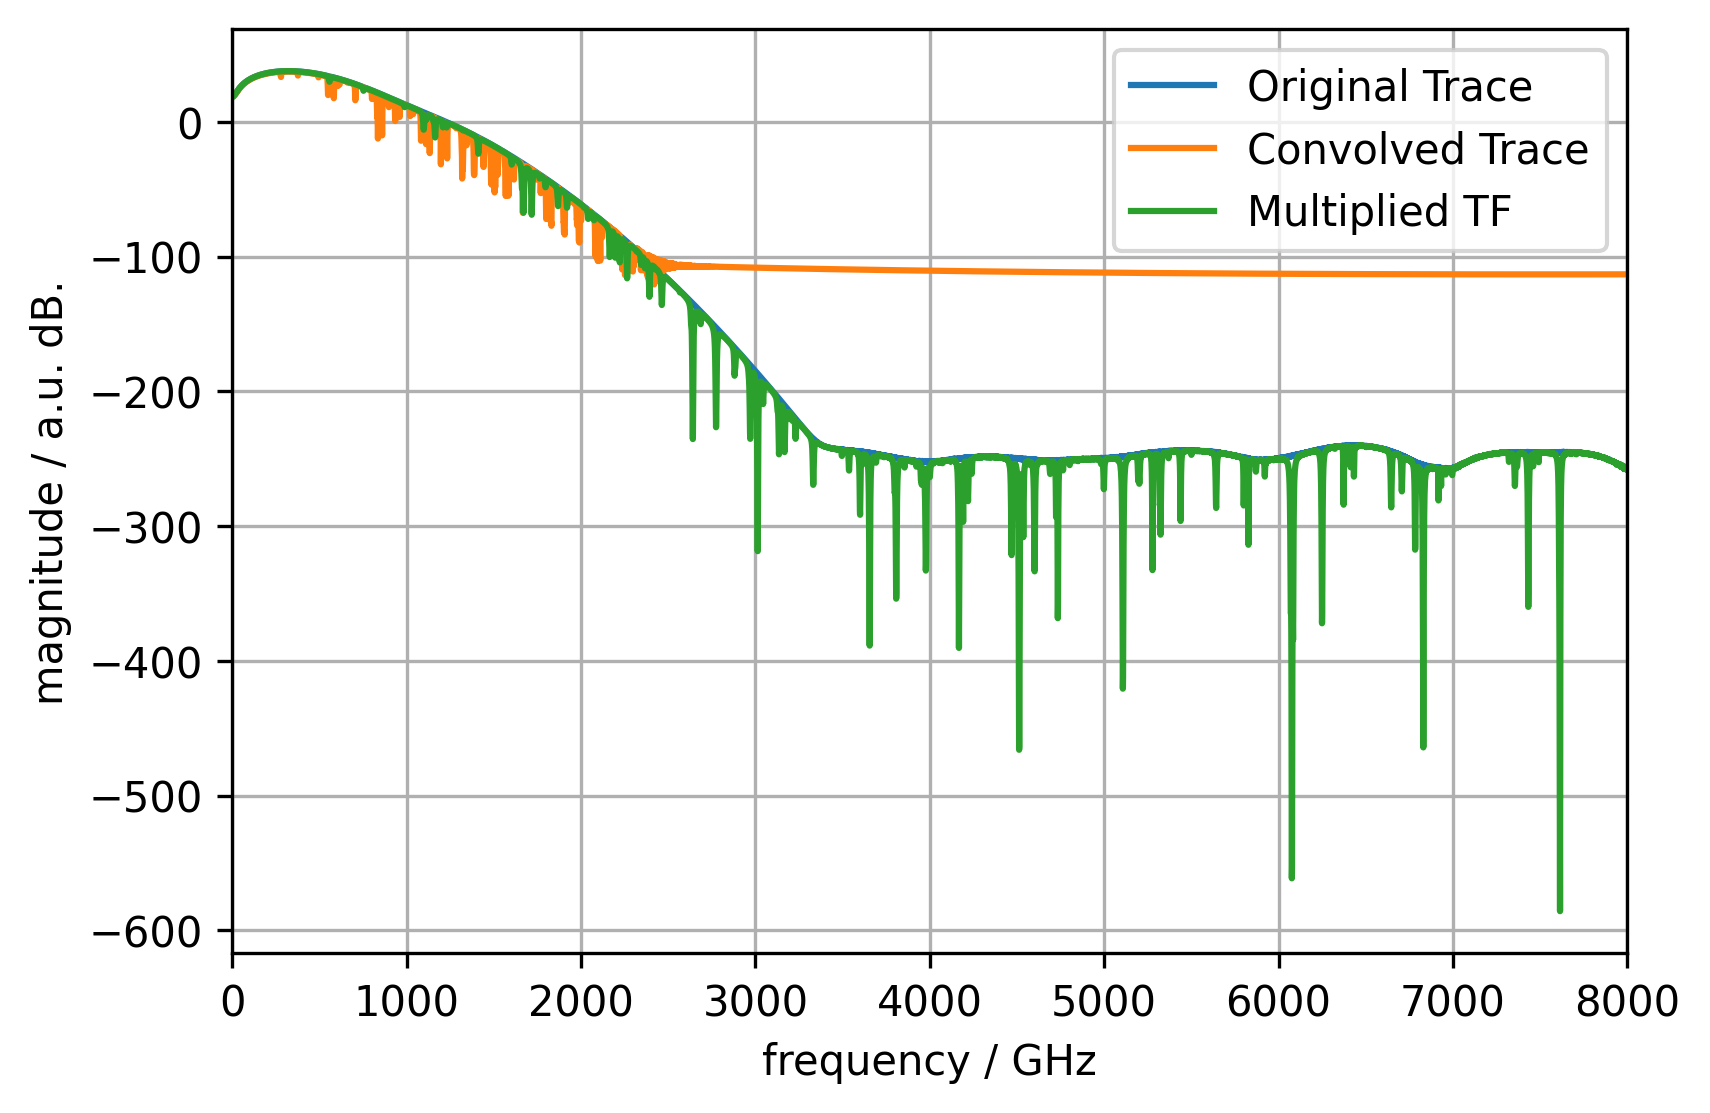 Original Trace
Convolved Trace
Multiplied TF
magnitude / a.u. dB.
0
−100
−200
−300
−400
−500
−600
0 1000 2000 3000 4000 5000 6000 7000 8000
frequency / GHz